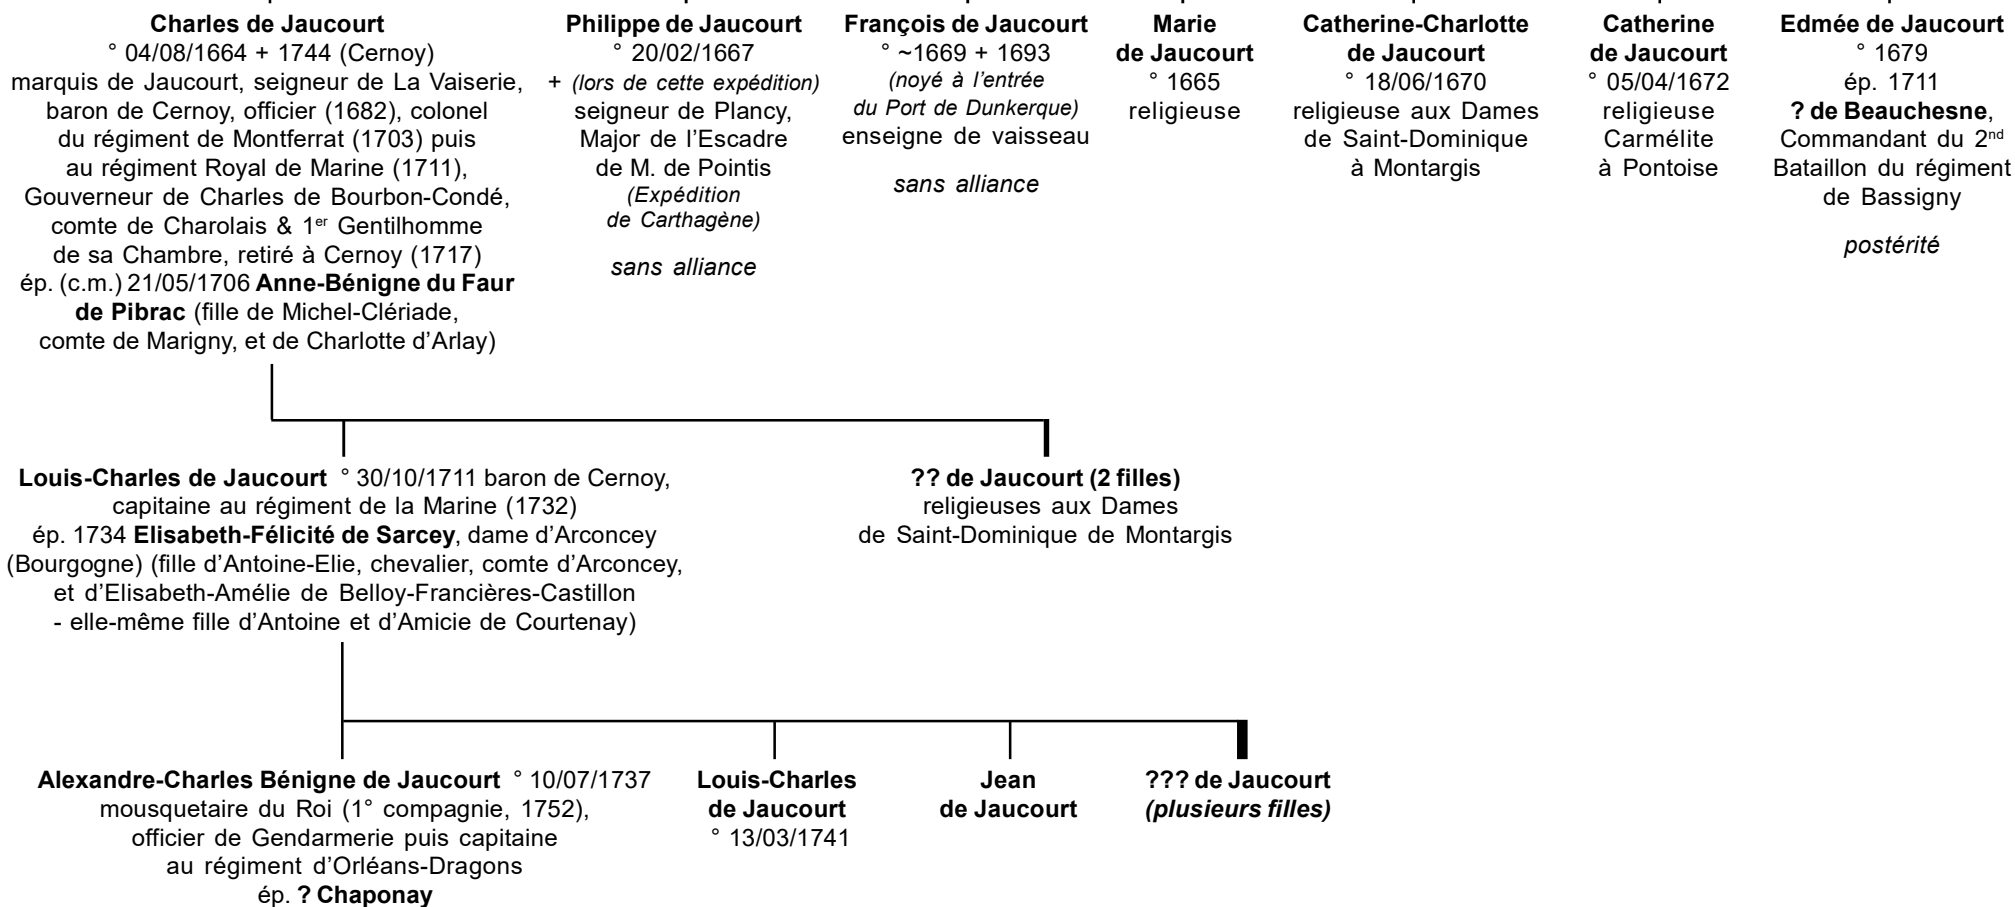 Charles de Jaucourt
° 04/08/1664 + 1744 (Cernoy)
marquis de Jaucourt, seigneur de La Vaiserie,
baron de Cernoy, officier (1682), colonel
du régiment de Montferrat (1703) puis
au régiment Royal de Marine (1711),
Gouverneur de Charles de Bourbon-Condé,
comte de Charolais & 1er Gentilhomme
de sa Chambre, retiré à Cernoy (1717)
ép. (c.m.) 21/05/1706 Anne-Bénigne du Faur
de Pibrac (fille de Michel-Clériade,
comte de Marigny, et de Charlotte d'Arlay)
Philippe de Jaucourt
° 20/02/1667
+ (lors de cette expédition)
seigneur de Plancy,
Major de l'Escadre
de M. de Pointis
(Expédition
de Carthagène)
sans alliance
François de Jaucourt
° ~1669 + 1693
(noyé à l'entrée
du Port de Dunkerque)
enseigne de vaisseau
sans alliance
Marie
de Jaucourt
° 1665
religieuse
Catherine-Charlotte
de Jaucourt
° 18/06/1670
religieuse aux Dames
de Saint-Dominique
à Montargis
Catherine
de Jaucourt
° 05/04/1672
religieuse
Carmélite
à Pontoise
Edmée de Jaucourt
° 1679
ép. 1711
? de Beauchesne,
Commandant du 2nd
Bataillon du régiment
de Bassigny
postérité
Louis-Charles de Jaucourt ° 30/10/1711 baron de Cernoy,
capitaine au régiment de la Marine (1732)
ép. 1734 Elisabeth-Félicité de Sarcey, dame d'Arconcey
(Bourgogne) (fille d'Antoine-Elie, chevalier, comte d'Arconcey,
et d'Elisabeth-Amélie de Belloy-Francières-Castillon
- elle-même fille d'Antoine et d'Amicie de Courtenay)
?? de Jaucourt (2 filles)
religieuses aux Dames
de Saint-Dominique de Montargis
Alexandre-Charles Bénigne de Jaucourt ° 10/07/1737
mousquetaire du Roi (1° compagnie, 1752),
officier de Gendarmerie puis capitaine
au régiment d'Orléans-Dragons
ép. ? Chaponay
Louis-Charles
de Jaucourt
° 13/03/1741
Jean
de Jaucourt
??? de Jaucourt
(plusieurs filles)